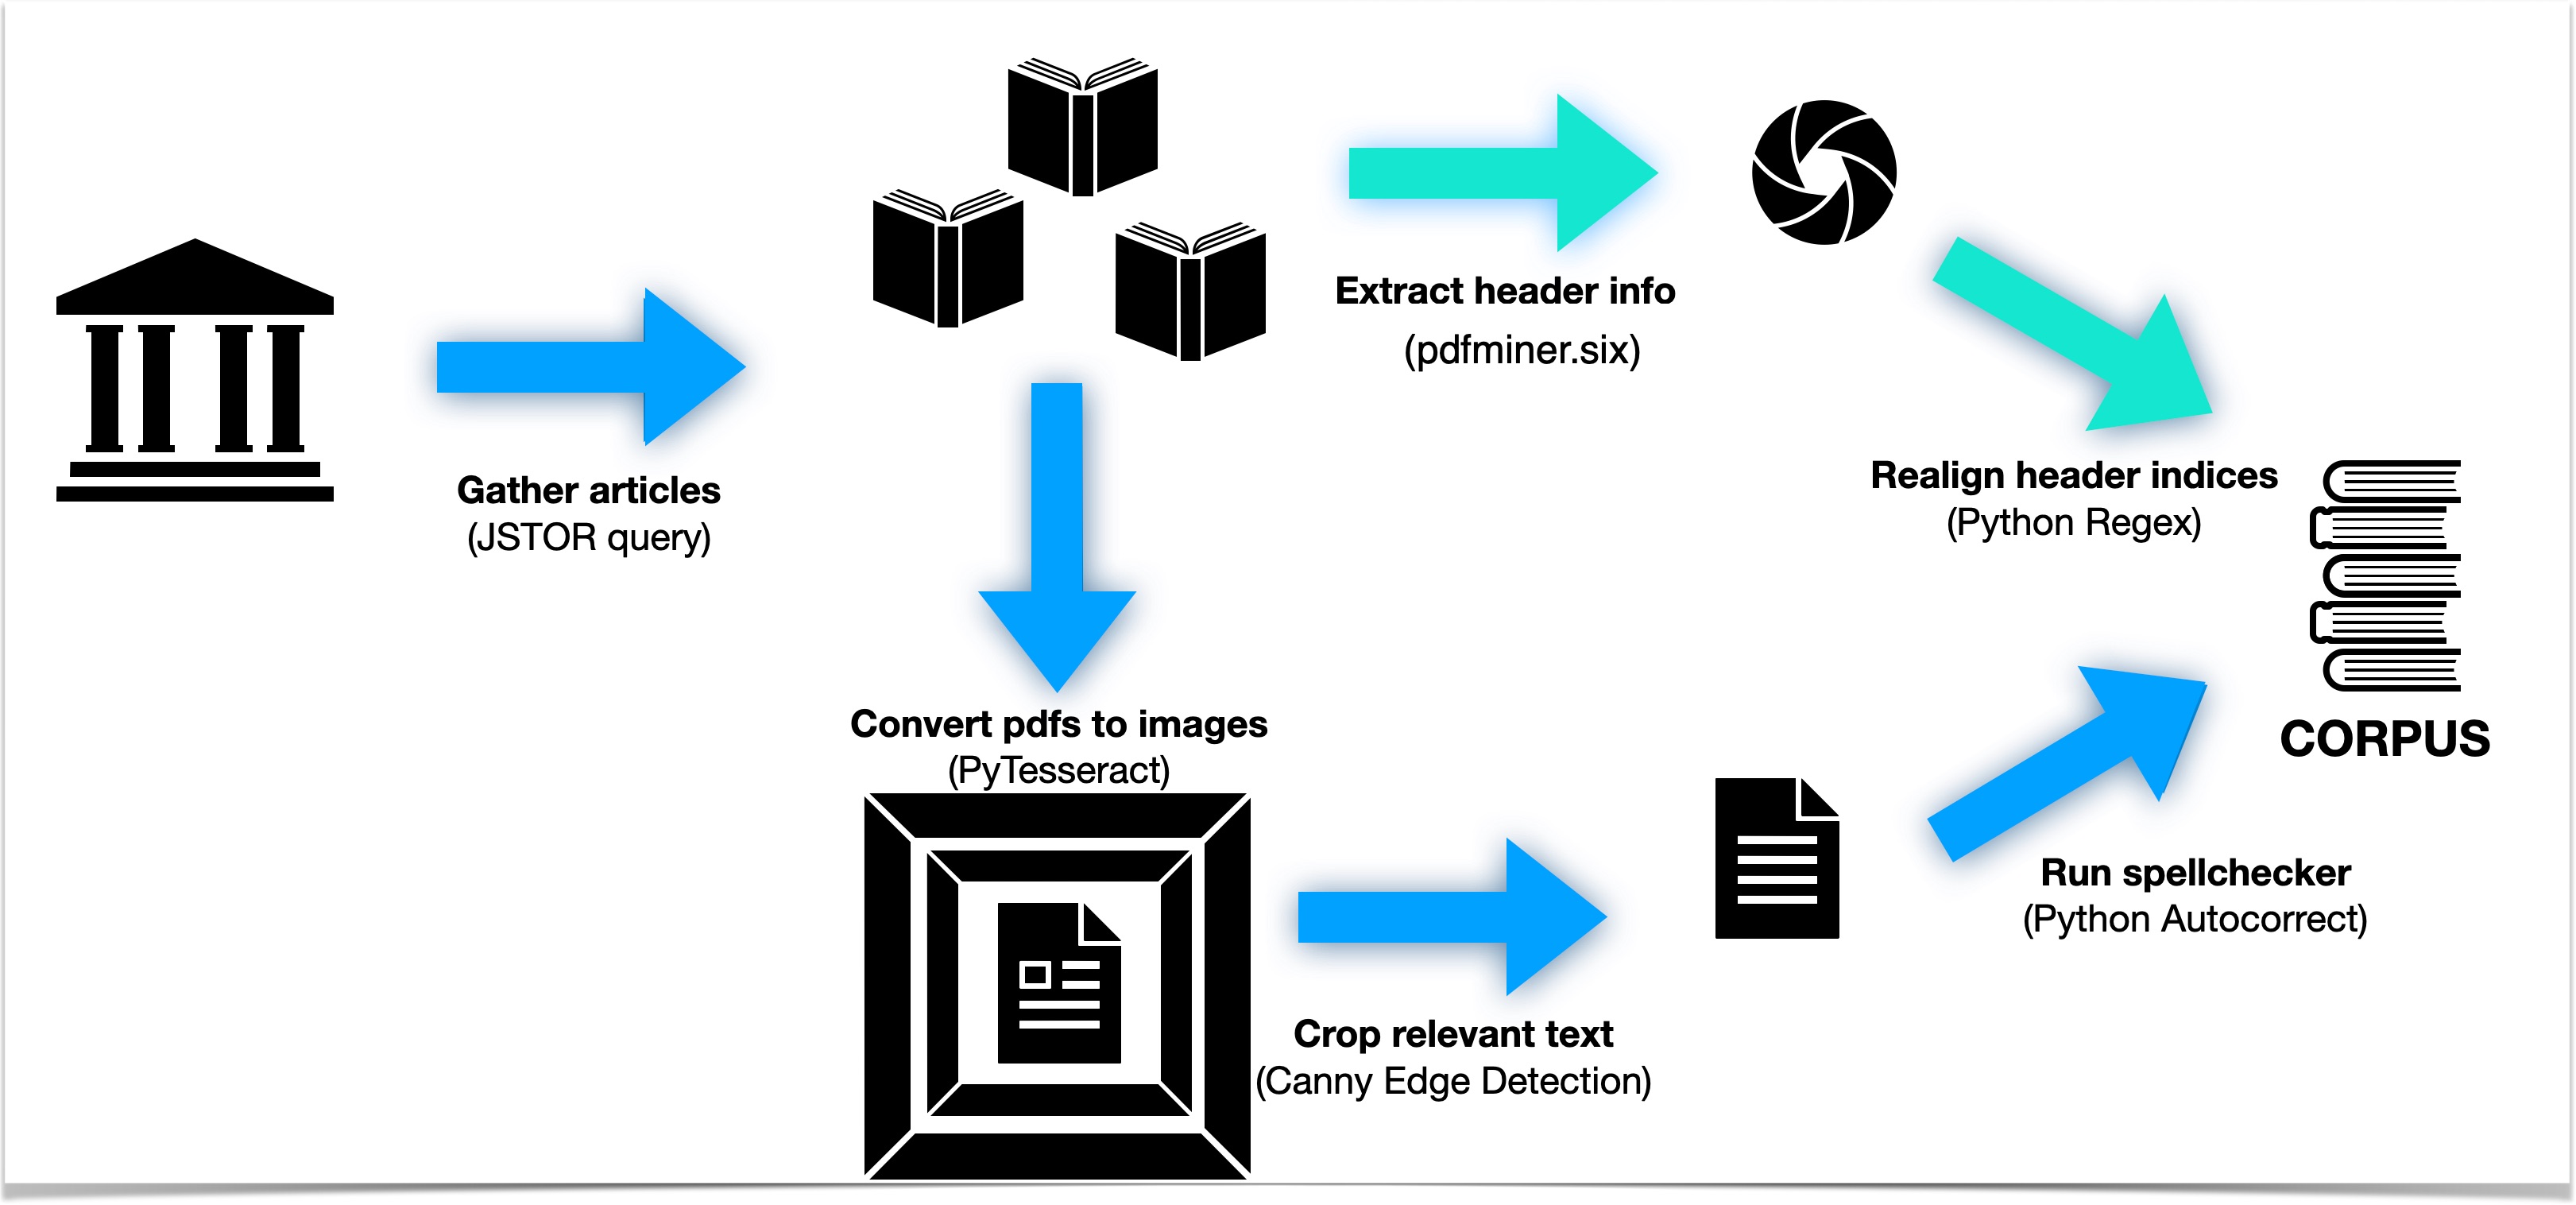 Gather articles
(JSTOR query)
Extract header info
(pdfminer.six)
Realign header indices
(Python Regex)
Convert pdfs to images
(PyTesseract)
Crop relevant text
(Canny Edge Detection)
Run spellchecker
(Python Autocorrect)
CORPUS